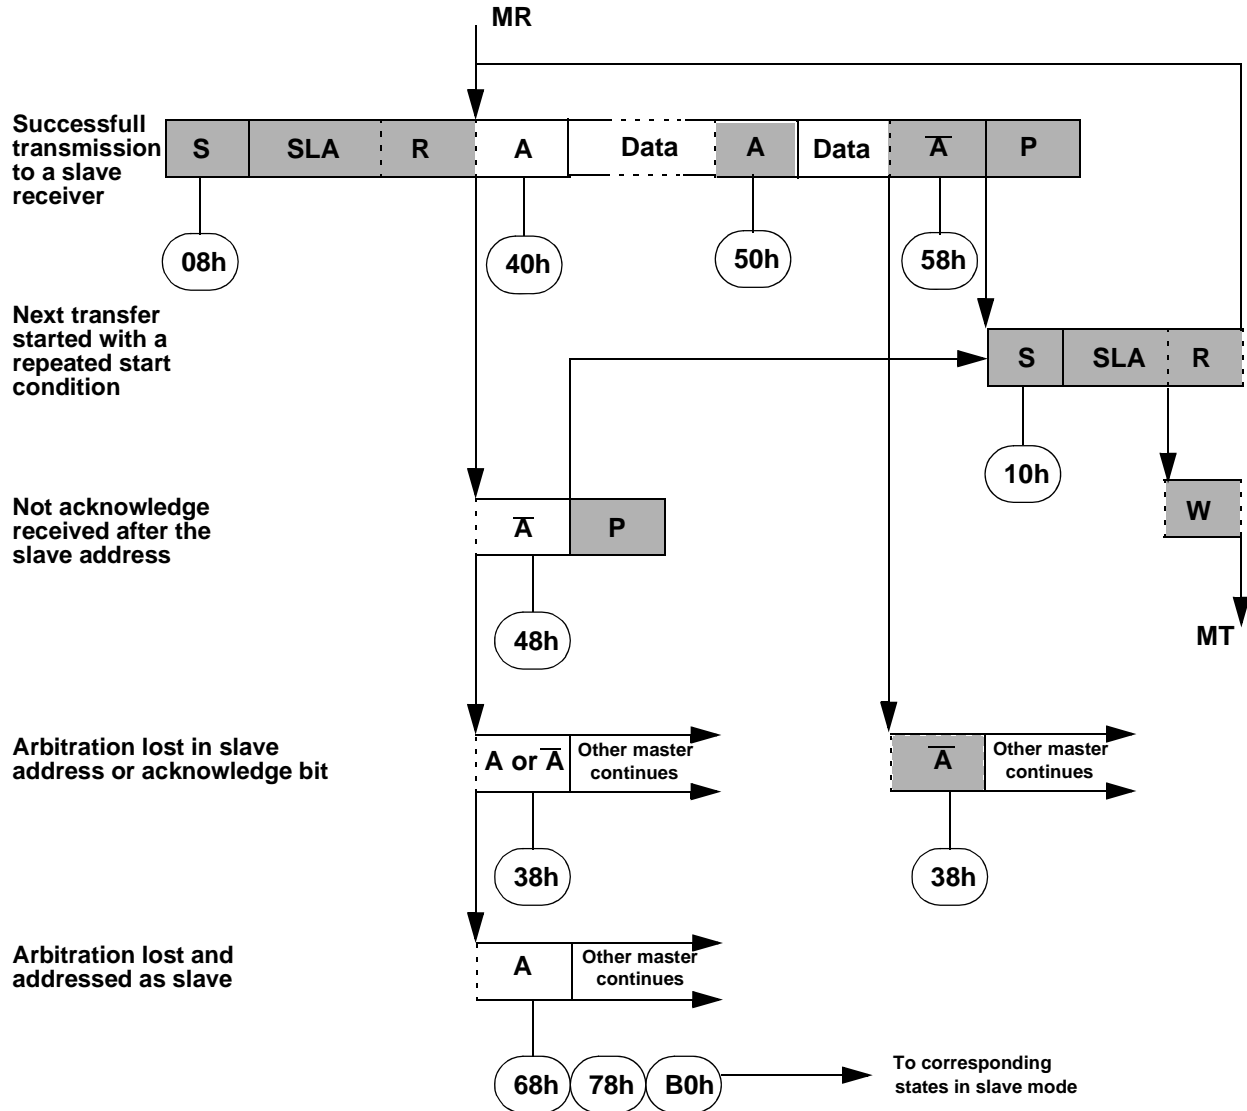 MR
Successfull
transmission
to a slave
receiver
S SLA R A Data A Data A̅ P
08h 40h 50h 58h
Next transfer
started with a
repeated start
condition
S SLA R
10h
Not acknowledge
received after the
slave address
A̅ P
W
48h
MT
Arbitration lost in slave
address or acknowledge bit
A or A̅ Other master
continues
A̅ Other master
continues
38h 38h
Arbitration lost and
addressed as slave
A Other master
continues
68h 78h B0h
To corresponding
states in slave mode